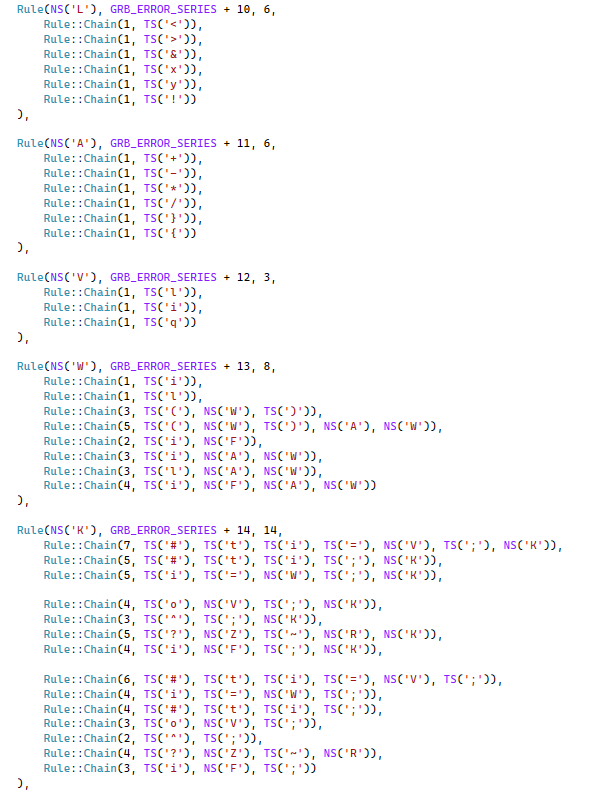 Rule(NS('L'), GRB_ERROR_SERIES + 10, 6,
    Rule::Chain(1, TS('<')),
    Rule::Chain(1, TS('>')),
    Rule::Chain(1, TS('&')),
    Rule::Chain(1, TS('x')),
    Rule::Chain(1, TS('y')),
    Rule::Chain(1, TS('!'))
),

Rule(NS('A'), GRB_ERROR_SERIES + 11, 6,
    Rule::Chain(1, TS('+')),
    Rule::Chain(1, TS('-')),
    Rule::Chain(1, TS('*')),
    Rule::Chain(1, TS('/')),
    Rule::Chain(1, TS('}')),
    Rule::Chain(1, TS('{'))
),

Rule(NS('V'), GRB_ERROR_SERIES + 12, 3,
    Rule::Chain(1, TS('l')),
    Rule::Chain(1, TS('i')),
    Rule::Chain(1, TS('q'))
),

Rule(NS('W'), GRB_ERROR_SERIES + 13, 8,
    Rule::Chain(1, TS('i')),
    Rule::Chain(1, TS('l')),
    Rule::Chain(3, TS('('), NS('W'), TS(')')),
    Rule::Chain(5, TS('('), NS('W'), TS(')'), NS('A'), NS('W')),
    Rule::Chain(2, TS('i'), NS('F')),
    Rule::Chain(3, TS('i'), NS('A'), NS('W')),
    Rule::Chain(3, TS('l'), NS('A'), NS('W')),
    Rule::Chain(4, TS('i'), NS('F'), NS('A'), NS('W'))
),

Rule(NS('K'), GRB_ERROR_SERIES + 14, 14,
    Rule::Chain(7, TS('#'), TS('t'), TS('i'), TS('='), NS('V'), TS(';'), NS('K')),
    Rule::Chain(5, TS('#'), TS('t'), TS('i'), TS(';'), NS('K')),
    Rule::Chain(5, TS('i'), TS('='), NS('W'), TS(';'), NS('K')),

    Rule::Chain(4, TS('o'), NS('V'), TS(';'), NS('K')),
    Rule::Chain(3, TS('^'), TS(';'), NS('K')),
    Rule::Chain(5, TS('?'), NS('Z'), TS('~'), NS('R'), NS('K')),
    Rule::Chain(4, TS('i'), NS('F'), TS(';'), NS('K')),

    Rule::Chain(6, TS('#'), TS('t'), TS('i'), TS('='), NS('V'), TS(';')),
    Rule::Chain(4, TS('i'), TS('='), NS('W'), TS(';')),
    Rule::Chain(4, TS('#'), TS('t'), TS('i'), TS(';')),
    Rule::Chain(3, TS('o'), NS('V'), TS(';')),
    Rule::Chain(2, TS('^'), TS(';')),
    Rule::Chain(4, TS('?'), NS('Z'), TS('~'), NS('R')),
    Rule::Chain(3, TS('i'), NS('F'), TS(';'))
),